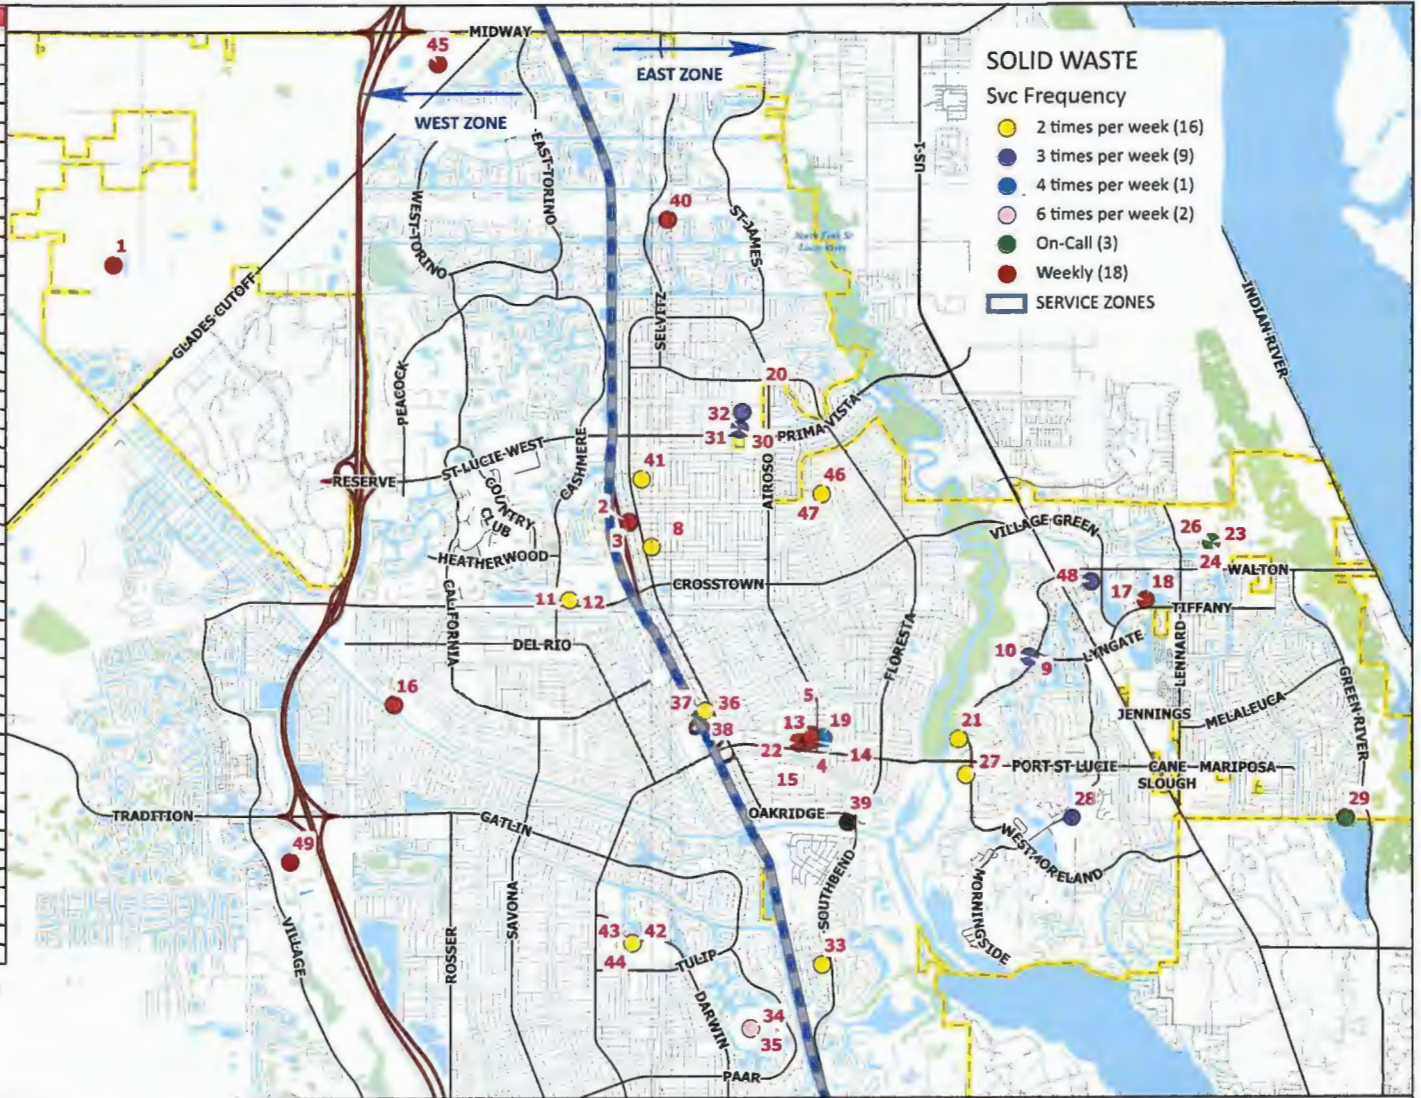 MIDWAY
45
EAST ZONE
WEST ZONE
SOLID WASTE
Svc Frequency
2 times per week (16)
3 times per week (9)
4 times per week (1)
6 times per week (2)
On-Call (3)
Weekly (18)
SERVICE ZONES
US-1
EAST-TORINO
WEST-TORINO
40
ST-JAMES
North Fork St
Lucie River
1
GLADES CUTOFF
INDIAN-RIVER
SELVITZ
PEACOCK
20
32
31
30
PRIMA VISTA
ST-LUCIE-WEST
CASHMERE
RESERVE
41
AIROSO
46
47
COUNTRY
CLUB
2
3
8
VILLAGE GREEN
26
23
24
WALTON
HEATHERWOOD
CROSSTOWN
48
17
18
TIFFANY
11
12
CALIFORNIA
DEL-RIO
FLORESTA
10
9
LYNGATE
LENNARD
GREEN-RIVER
16
37
36
38
5
13
19
22
4
14
15
21
27
JENNINGS
MELALEUCA
PORT-ST-LUCIE
CANE
MARIPOSA
SLOUGH
TRADITION
GATLIN
OAKRIDGE
39
28
29
49
WESTMORELAND
SOUTHBEND
MORNINGSIDE
VILLAGE
ROSSER
SAVONA
43
42
44
TULIP
33
DARWIN
34
35
PAAR